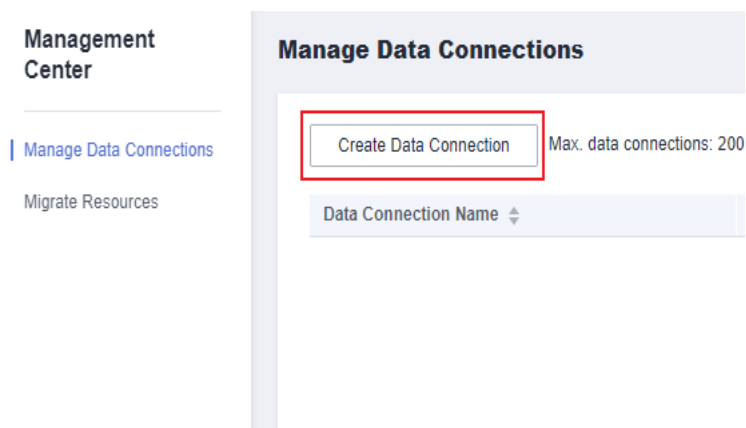 Management
Center
Manage Data Connections
Migrate Resources
Manage Data Connections
Create Data Connection
Max. data connections: 200
Data Connection Name